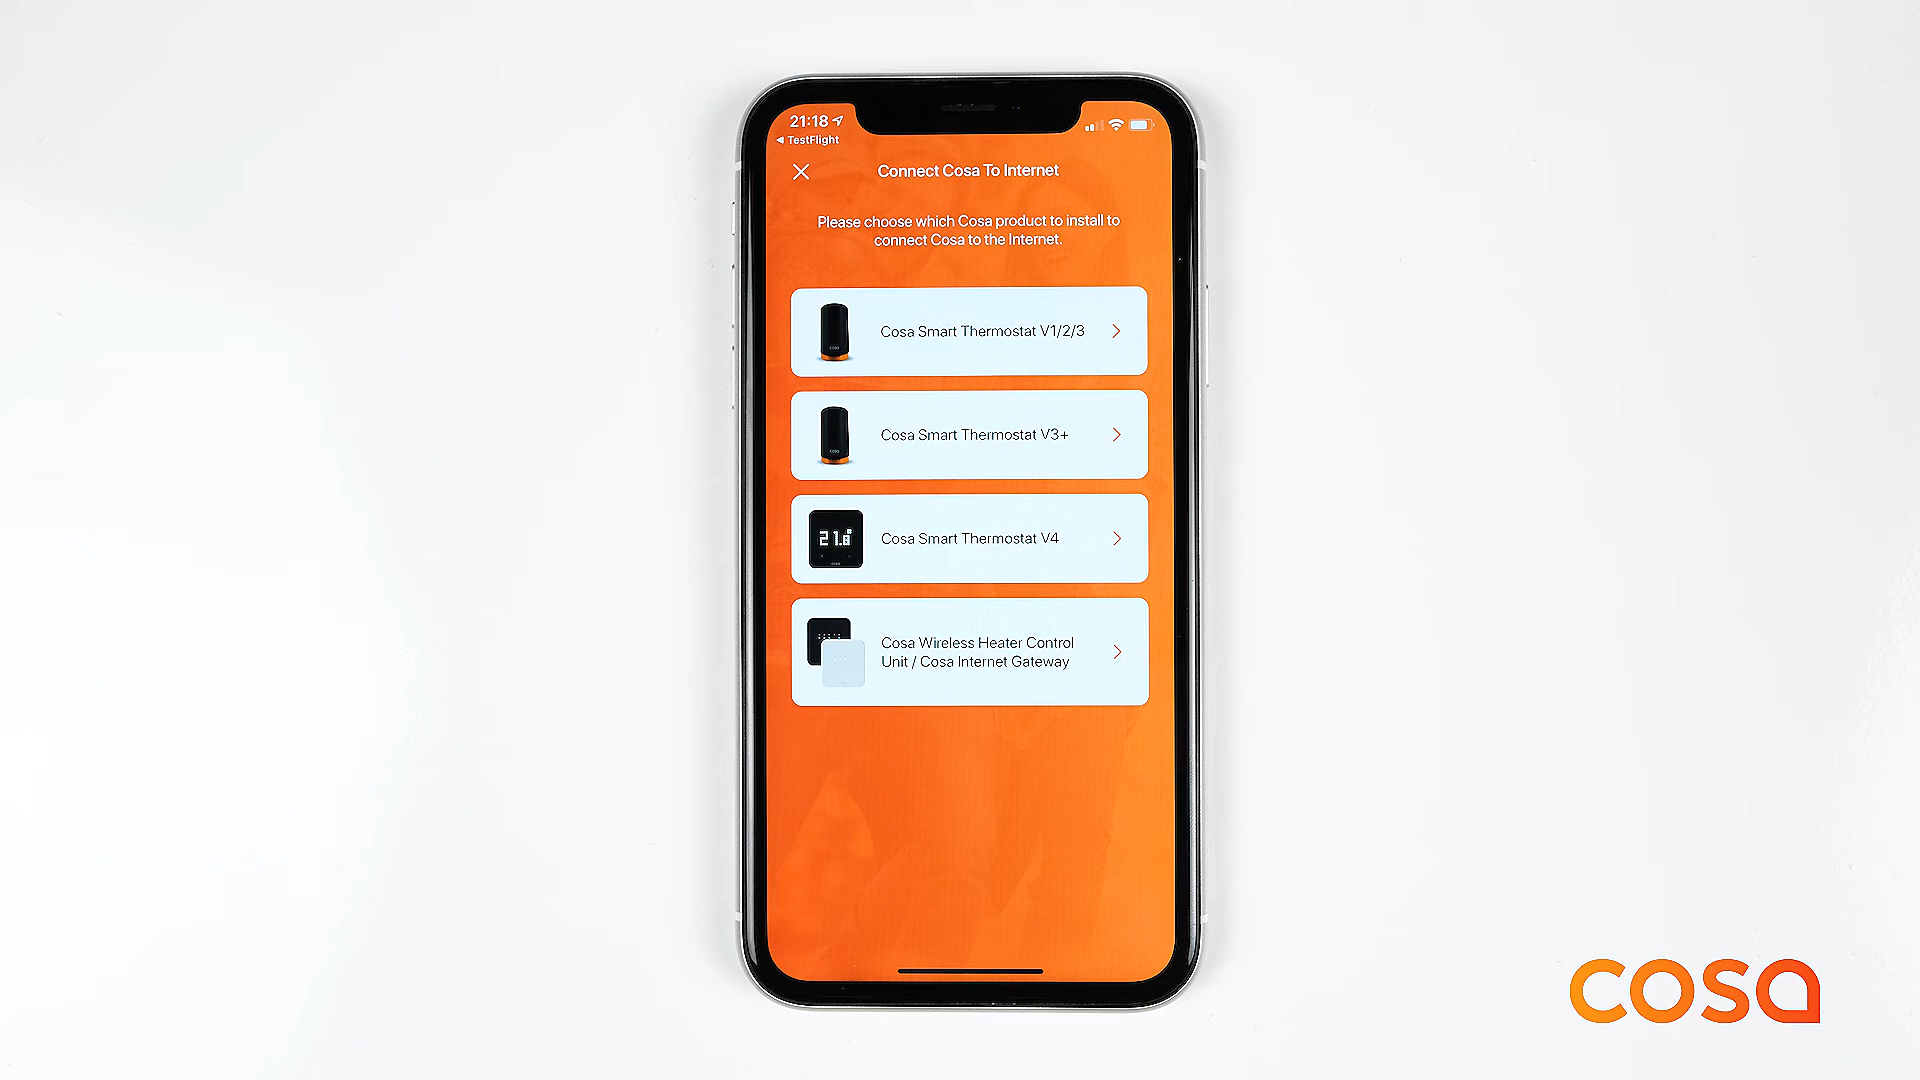 21:18
TestFlight
Connect Cosa To Internet
Please choose which Cosa product to install to
connect Cosa to the Internet.
Cosa Smart Thermostat V1/2/3
Cosa Smart Thermostat V3+
21.8°
Cosa Smart Thermostat V4
Cosa Wireless Heater Control
Unit / Cosa Internet Gateway
cosa